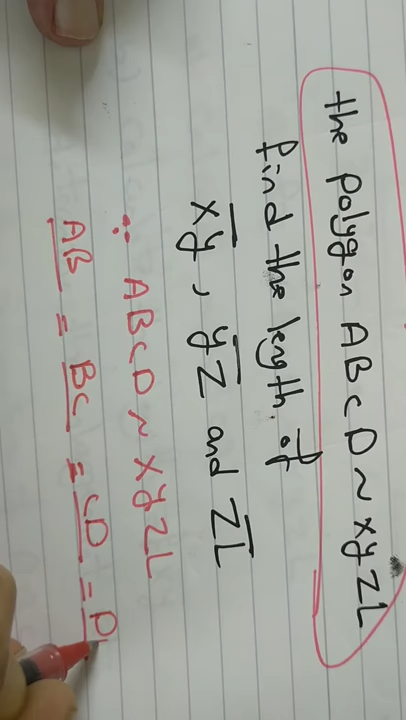 the polygon ABCD ~ xyzL
find the length of
xy, yz and ZL
∵ ABCD ~ xyzL
AB = BC = CD = D